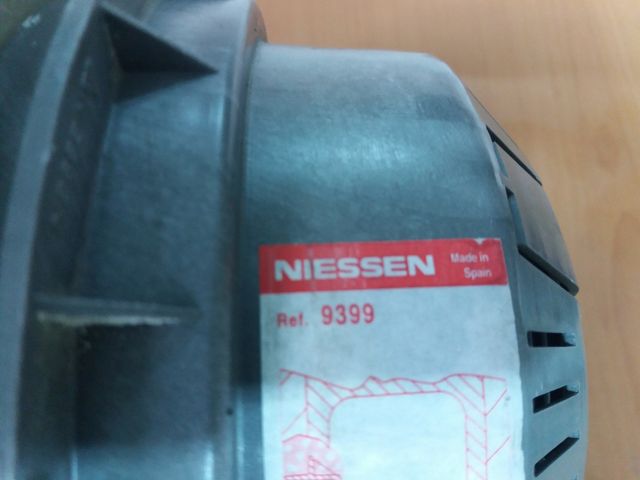 NIESSEN
Made in
Spain
Ref. 9399